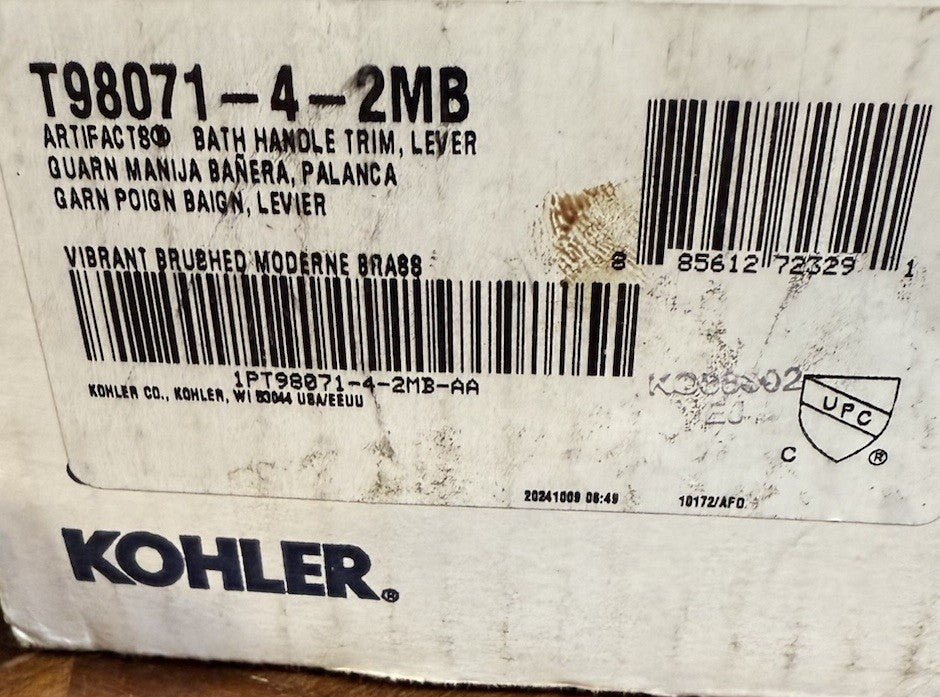 T98071-4-2MB
ARTIFACTS® BATH HANDLE TRIM, LEVER
GUARN MANIJA BAÑERA, PALANCA
GARN POIGN BAIGN, LEVIER
VIBRANT BRUSHED MODERNE BRASS
8 85612 72329 1
1PT98071-4-2MB-AA
KOHLER CO., KOHLER, WI 53044 USA/EEUU
UPC
C ®
20241009 08:49
10172/AFO
KOHLER®